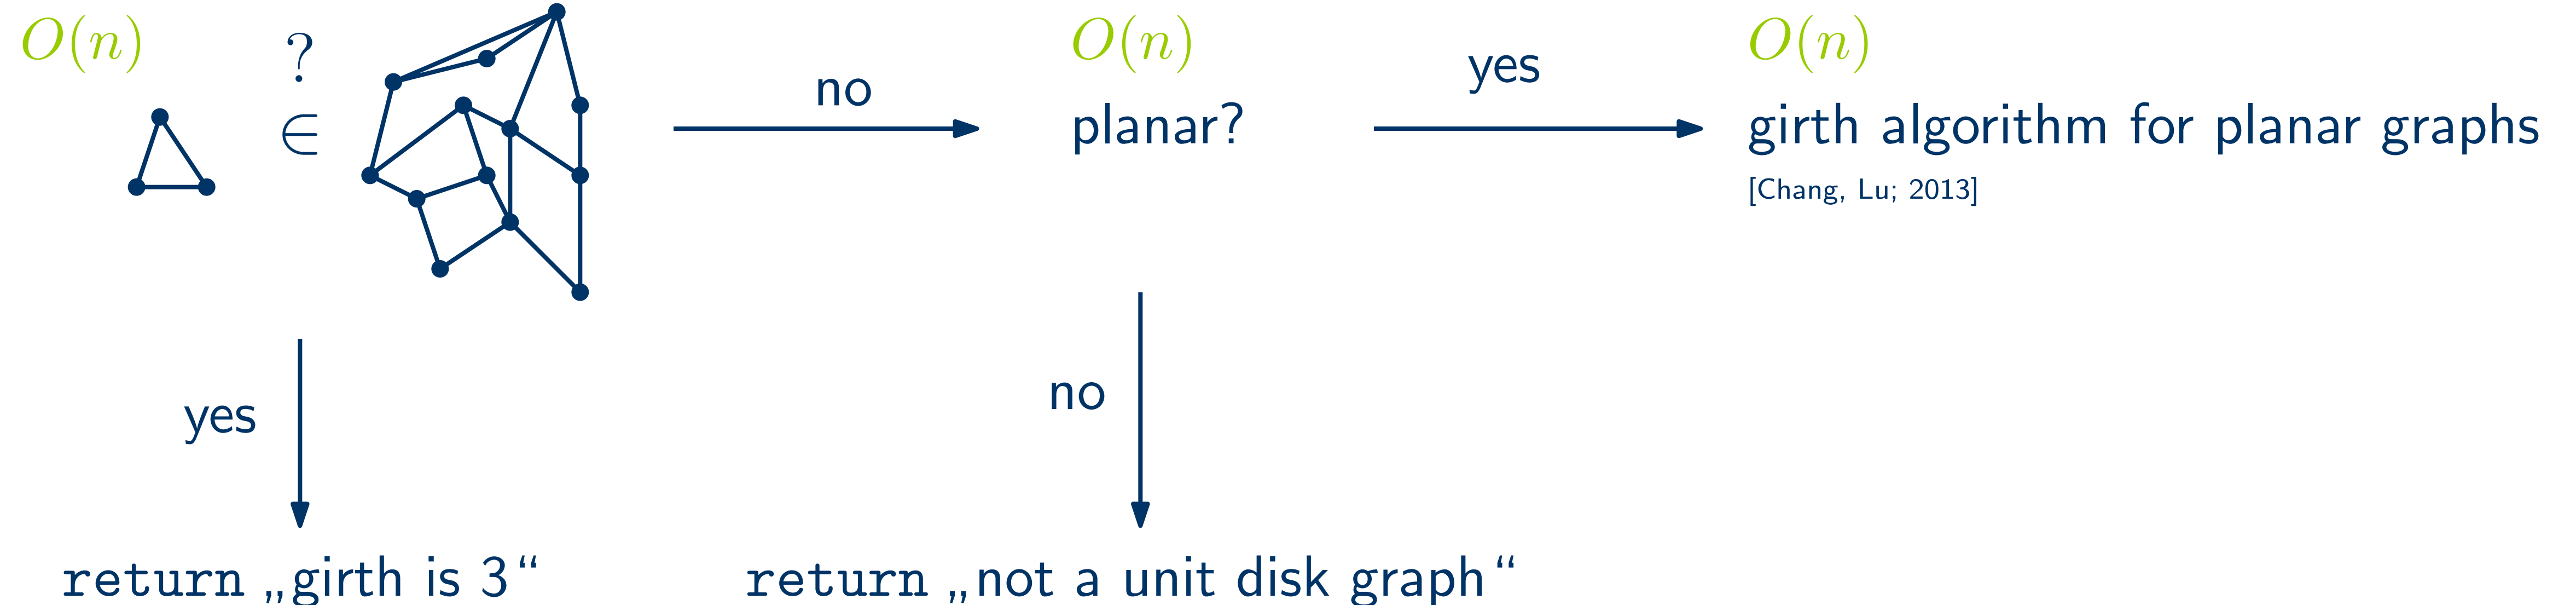 O(n)
?
∈
no
O(n)
planar?
yes
O(n)
girth algorithm for planar graphs
[Chang, Lu; 2013]
yes
no
return „girth is 3“
return „not a unit disk graph“